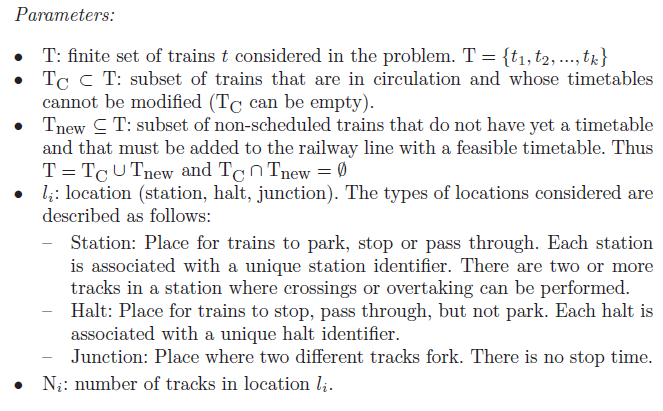 Parameters:
• T: finite set of trains t considered in the problem. T = {t₁, t₂, ..., tₖ}
• T_C ⊂ T: subset of trains that are in circulation and whose timetables
cannot be modified (T_C can be empty).
• T_new ⊆ T: subset of non-scheduled trains that do not have yet a timetable
and that must be added to the railway line with a feasible timetable. Thus
T = T_C ∪ T_new and T_C ∩ T_new = ∅
• lᵢ: location (station, halt, junction). The types of locations considered are
described as follows:
– Station: Place for trains to park, stop or pass through. Each station
is associated with a unique station identifier. There are two or more
tracks in a station where crossings or overtaking can be performed.
– Halt: Place for trains to stop, pass through, but not park. Each halt is
associated with a unique halt identifier.
– Junction: Place where two different tracks fork. There is no stop time.
• Nᵢ: number of tracks in location lᵢ.